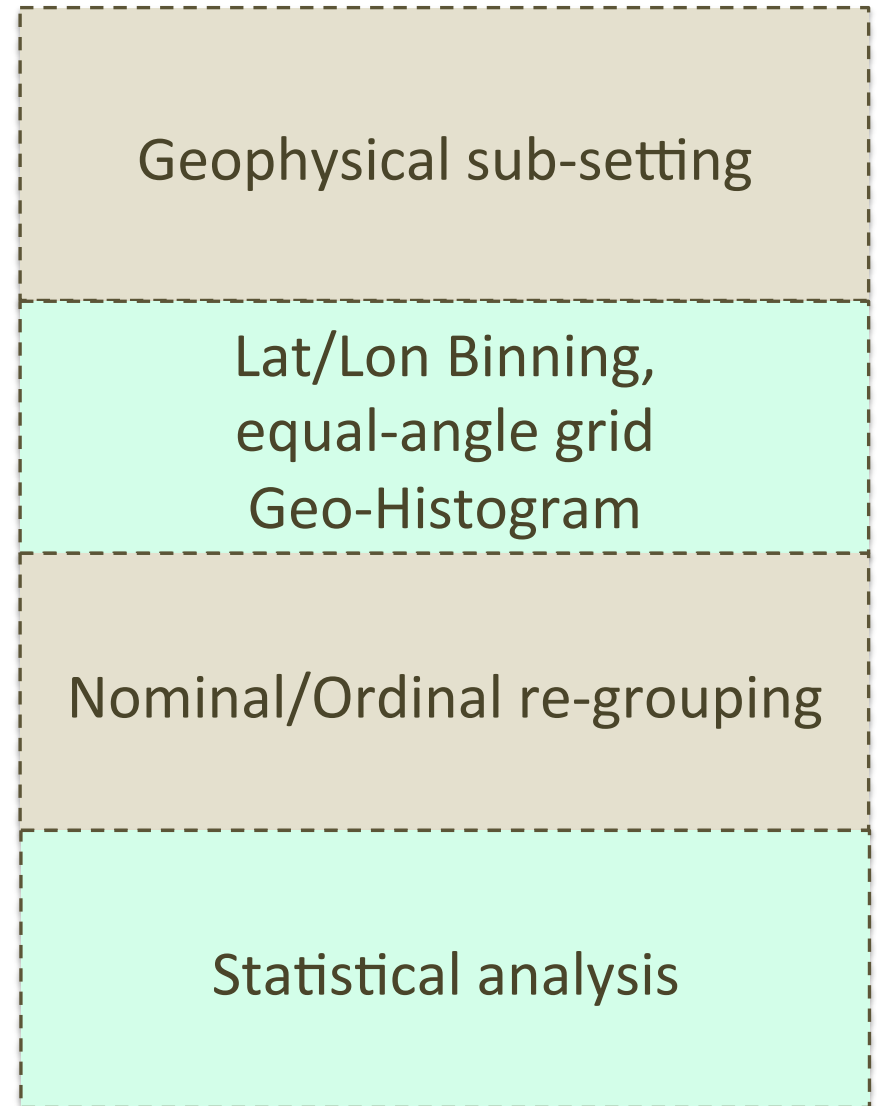 Geophysical sub-setting
Lat/Lon Binning,
equal-angle grid
Geo-Histogram
Nominal/Ordinal re-grouping
Statistical analysis